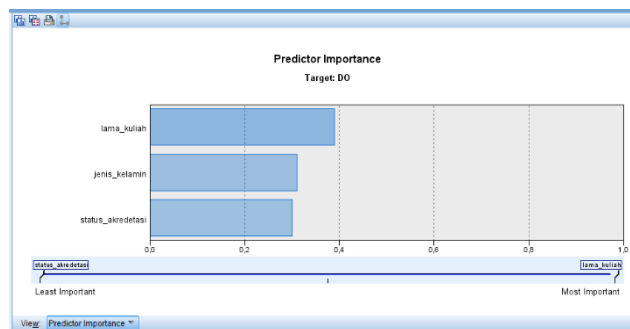 Predictor Importance
Target: DO
lama_kuliah
jenis_kelamin
status_akredetasi
0,0 0,2 0,4 0,6 0,8 1,0
status_akredetasi lama_kuliah
Least Important Most Important
View: Predictor Importance